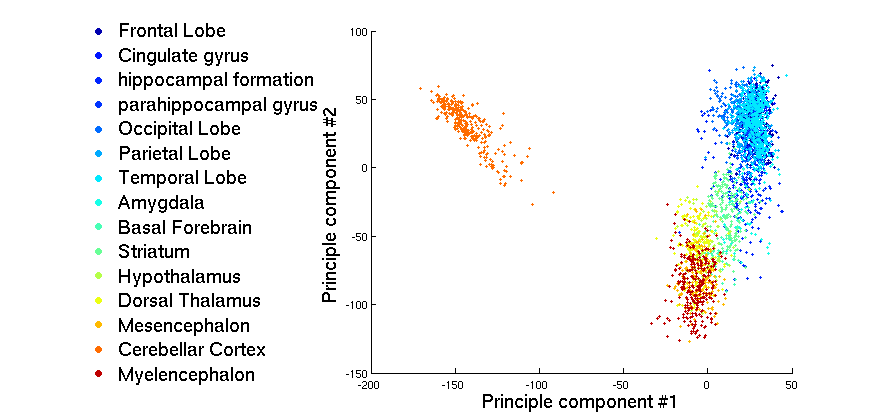 Frontal Lobe
Cingulate gyrus
hippocampal formation
parahippocampal gyrus
Occipital Lobe
Parietal Lobe
Temporal Lobe
Amygdala
Basal Forebrain
Striatum
Hypothalamus
Dorsal Thalamus
Mesencephalon
Cerebellar Cortex
Myelencephalon
Principle component #2
100
50
0
-50
-100
-150
-200
-150
-100
-50
0
50
Principle component #1